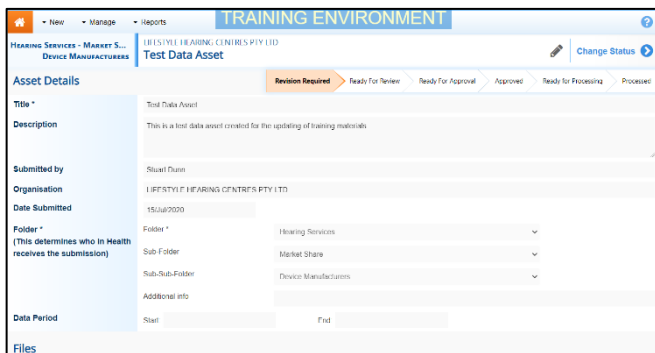 New Manage Reports TRAINING ENVIRONMENT ?
HEARING SERVICES - MARKET S...
DEVICE MANUFACTURERS
LIFESTYLE HEARING CENTRES PTY LTD
Test Data Asset
Change Status
Asset Details
Revision Required Ready For Review Ready For Approval Approved Ready for Processing Processed
Title * Test Data Asset
Description This is a test data asset created for the updating of training materials
Submitted by Stuart Dunn
Organisation LIFESTYLE HEARING CENTRES PTY LTD
Date Submitted 15/Jul/2020
Folder *
(This determines who in Health
receives the submission)
Folder * Hearing Services
Sub-Folder Market Share
Sub-Sub-Folder Device Manufacturers
Additional info
Data Period Start End
Files